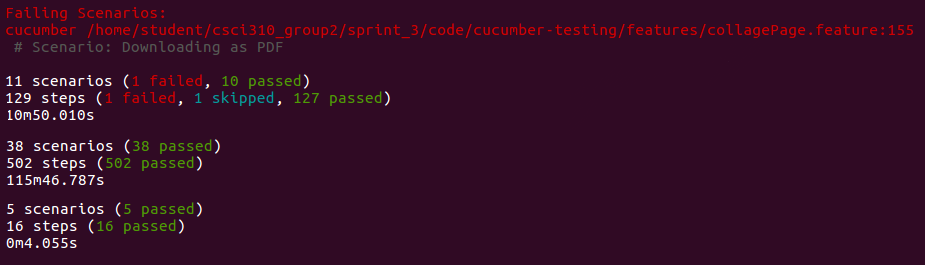 Failing Scenarios:
cucumber /home/student/csci310_group2/sprint_3/code/cucumber-testing/features/collagePage.feature:155
# Scenario: Downloading as PDF
11 scenarios (1 failed, 10 passed)
129 steps (1 failed, 1 skipped, 127 passed)
10m50.010s
38 scenarios (38 passed)
502 steps (502 passed)
115m46.787s
5 scenarios (5 passed)
16 steps (16 passed)
0m4.055s